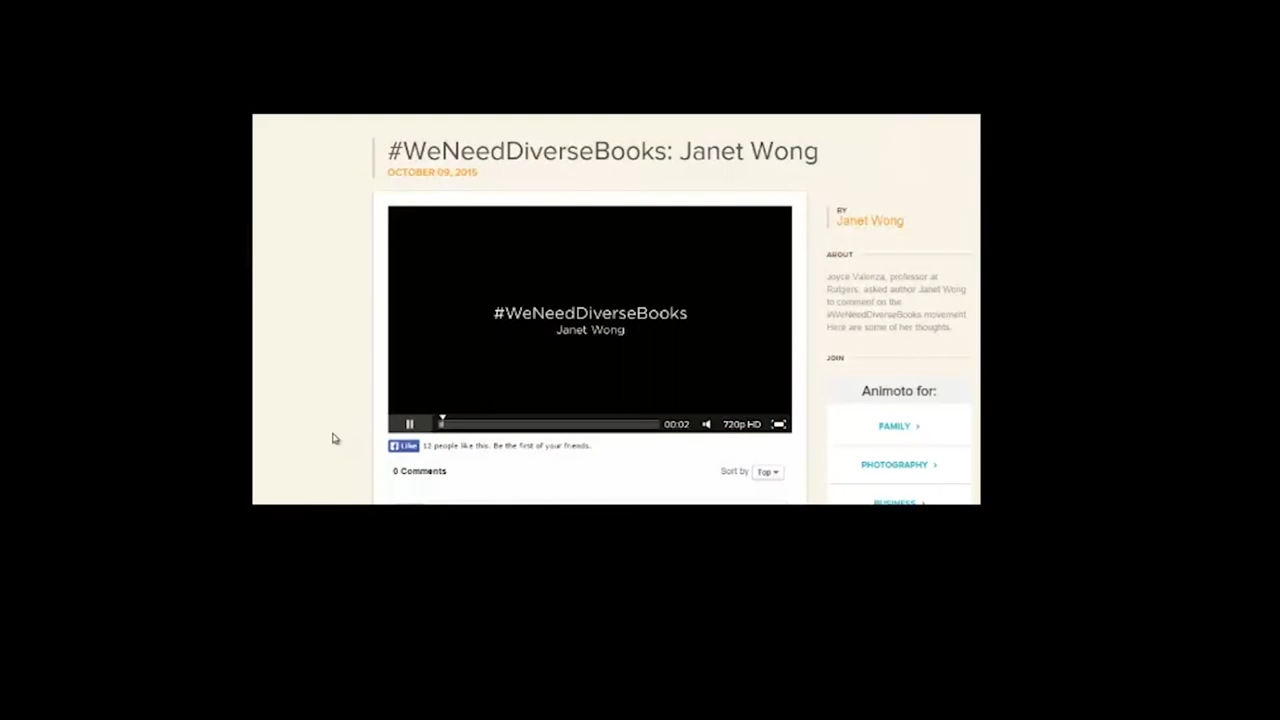 #WeNeedDiverseBooks: Janet Wong
OCTOBER 09, 2015
#WeNeedDiverseBooks
Janet Wong
00:02
720p HD
Like
12 people like this. Be the first of your friends.
0 Comments
Sort by
Top
BY
Janet Wong
ABOUT
Joyce Valenza, professor at
Rutgers, asked author Janet Wong
to comment on the
#WeNeedDiverseBooks movement
Here are some of her thoughts.
JOIN
Animoto for:
FAMILY >
PHOTOGRAPHY >
BUSINESS >